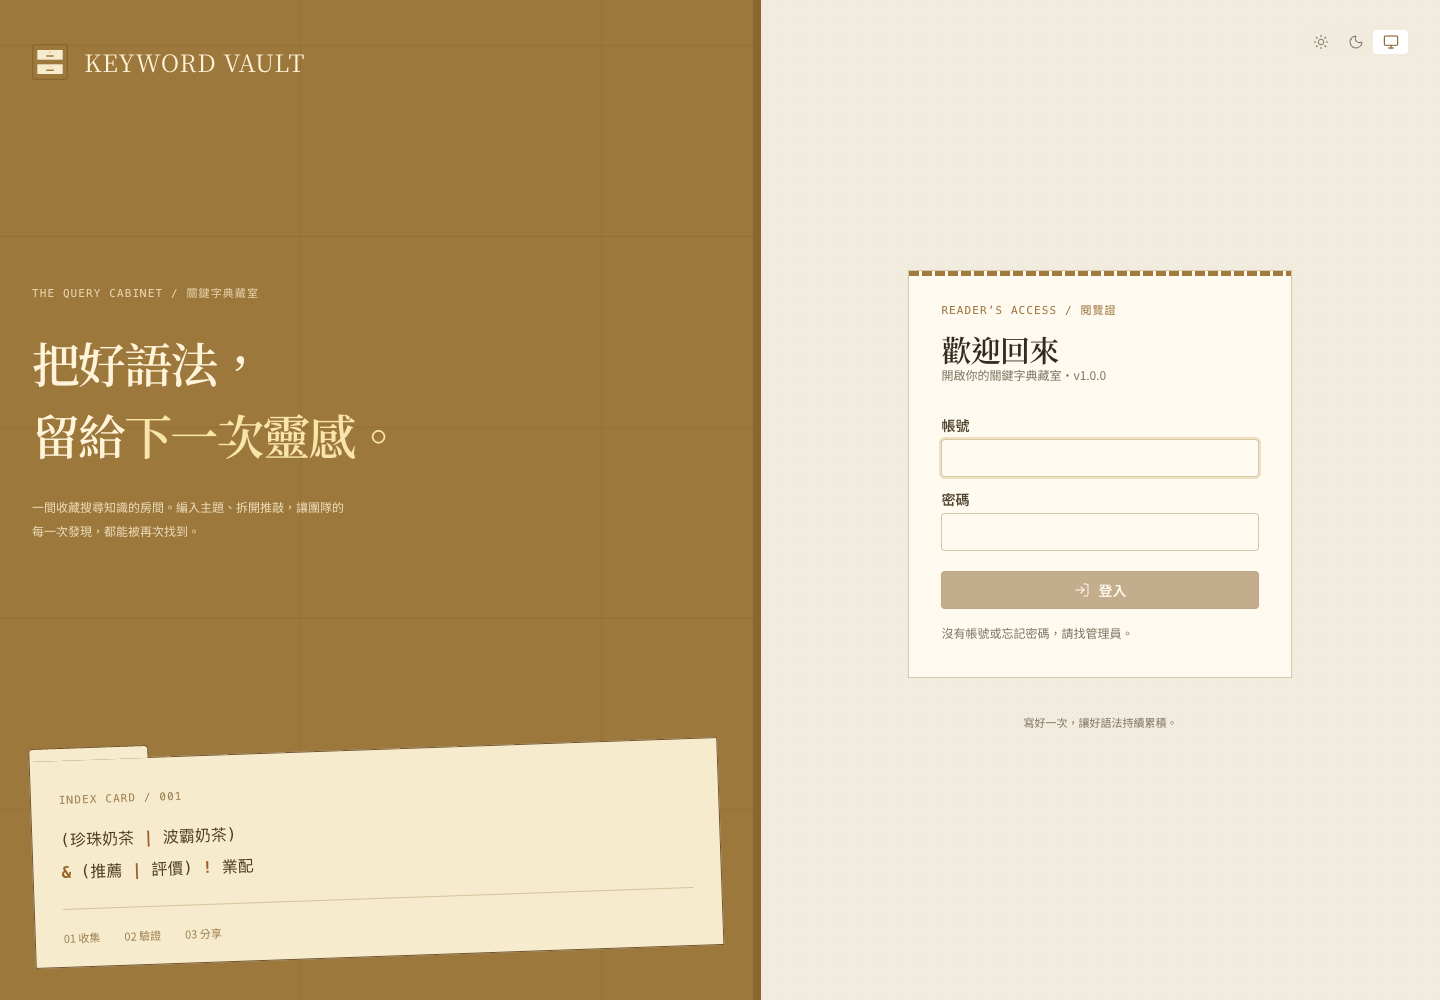 KEYWORD VAULT
THE QUERY CABINET / 關鍵字典藏室
把好語法，
留給下一次靈感。
一間收藏搜尋知識的房間。編入主題、拆開推敲，讓團隊的
每一次發現，都能被再次找到。
INDEX CARD / 001
(珍珠奶茶 | 波霸奶茶)
& (推薦 | 評價) ! 業配
01 收集 02 驗證 03 分享
READER’S ACCESS / 閱覽證
歡迎回來
開啟你的關鍵字典藏室・v1.0.0
帳號
密碼
登入
沒有帳號或忘記密碼，請找管理員。
寫好一次，讓好語法持續累積。